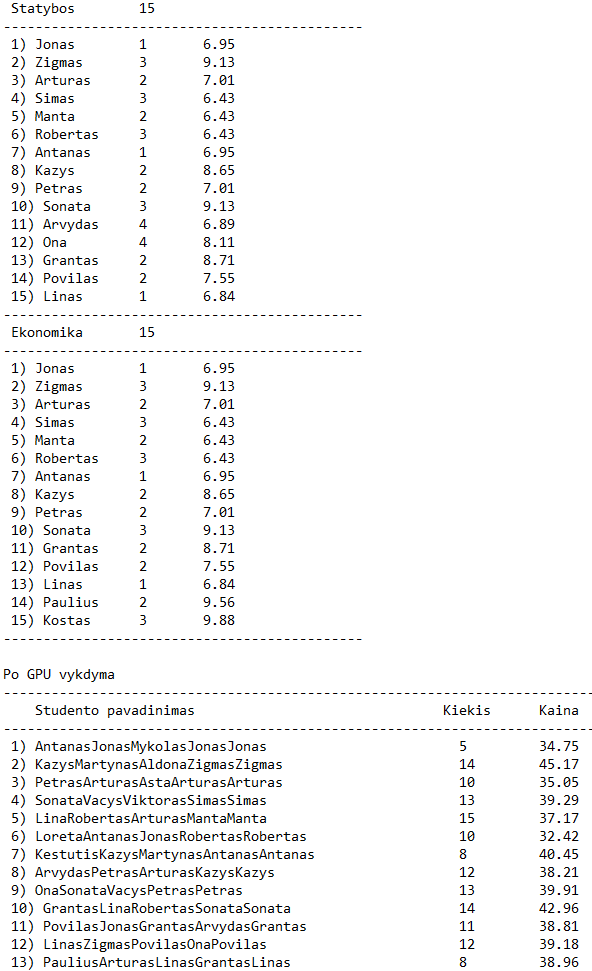 Statybos 15
---------------------------------------------
1) Jonas 1 6.95
2) Zigmas 3 9.13
3) Arturas 2 7.01
4) Simas 3 6.43
5) Manta 2 6.43
6) Robertas 3 6.43
7) Antanas 1 6.95
8) Kazys 2 8.65
9) Petras 2 7.01
10) Sonata 3 9.13
11) Arvydas 4 6.89
12) Ona 4 8.11
13) Grantas 2 8.71
14) Povilas 2 7.55
15) Linas 1 6.84
---------------------------------------------
Ekonomika 15
---------------------------------------------
1) Jonas 1 6.95
2) Zigmas 3 9.13
3) Arturas 2 7.01
4) Simas 3 6.43
5) Manta 2 6.43
6) Robertas 3 6.43
7) Antanas 1 6.95
8) Kazys 2 8.65
9) Petras 2 7.01
10) Sonata 3 9.13
11) Grantas 2 8.71
12) Povilas 2 7.55
13) Linas 1 6.84
14) Paulius 2 9.56
15) Kostas 3 9.88
---------------------------------------------
Po GPU vykdyma
--------------------------------------------------------------------------
Studento pavadinimas Kiekis Kaina
--------------------------------------------------------------------------
1) AntanasJonasMykolasJonasJonas 5 34.75
2) KazysMartynasAldonaZigmasZigmas 14 45.17
3) PetrasArturasAstaArturasArturas 10 35.05
4) SonataVacysViktorasSimasSimas 13 39.29
5) LinaRobertasArturasMantaManta 15 37.17
6) LoretaAntanasJonasRobertasRobertas 10 32.42
7) KestutisKazysMartynasAntanasAntanas 8 40.45
8) ArvydasPetrasArturasKazysKazys 12 38.21
9) OnaSonataVacysPetrasPetras 13 39.91
10) GrantasLinaRobertasSonataSonata 14 42.96
11) PovilasJonasGrantasArvydasGrantas 11 38.81
12) LinasZigmasPovilasOnaPovilas 12 39.18
13) PauliusArturasLinasGrantasLinas 8 38.96